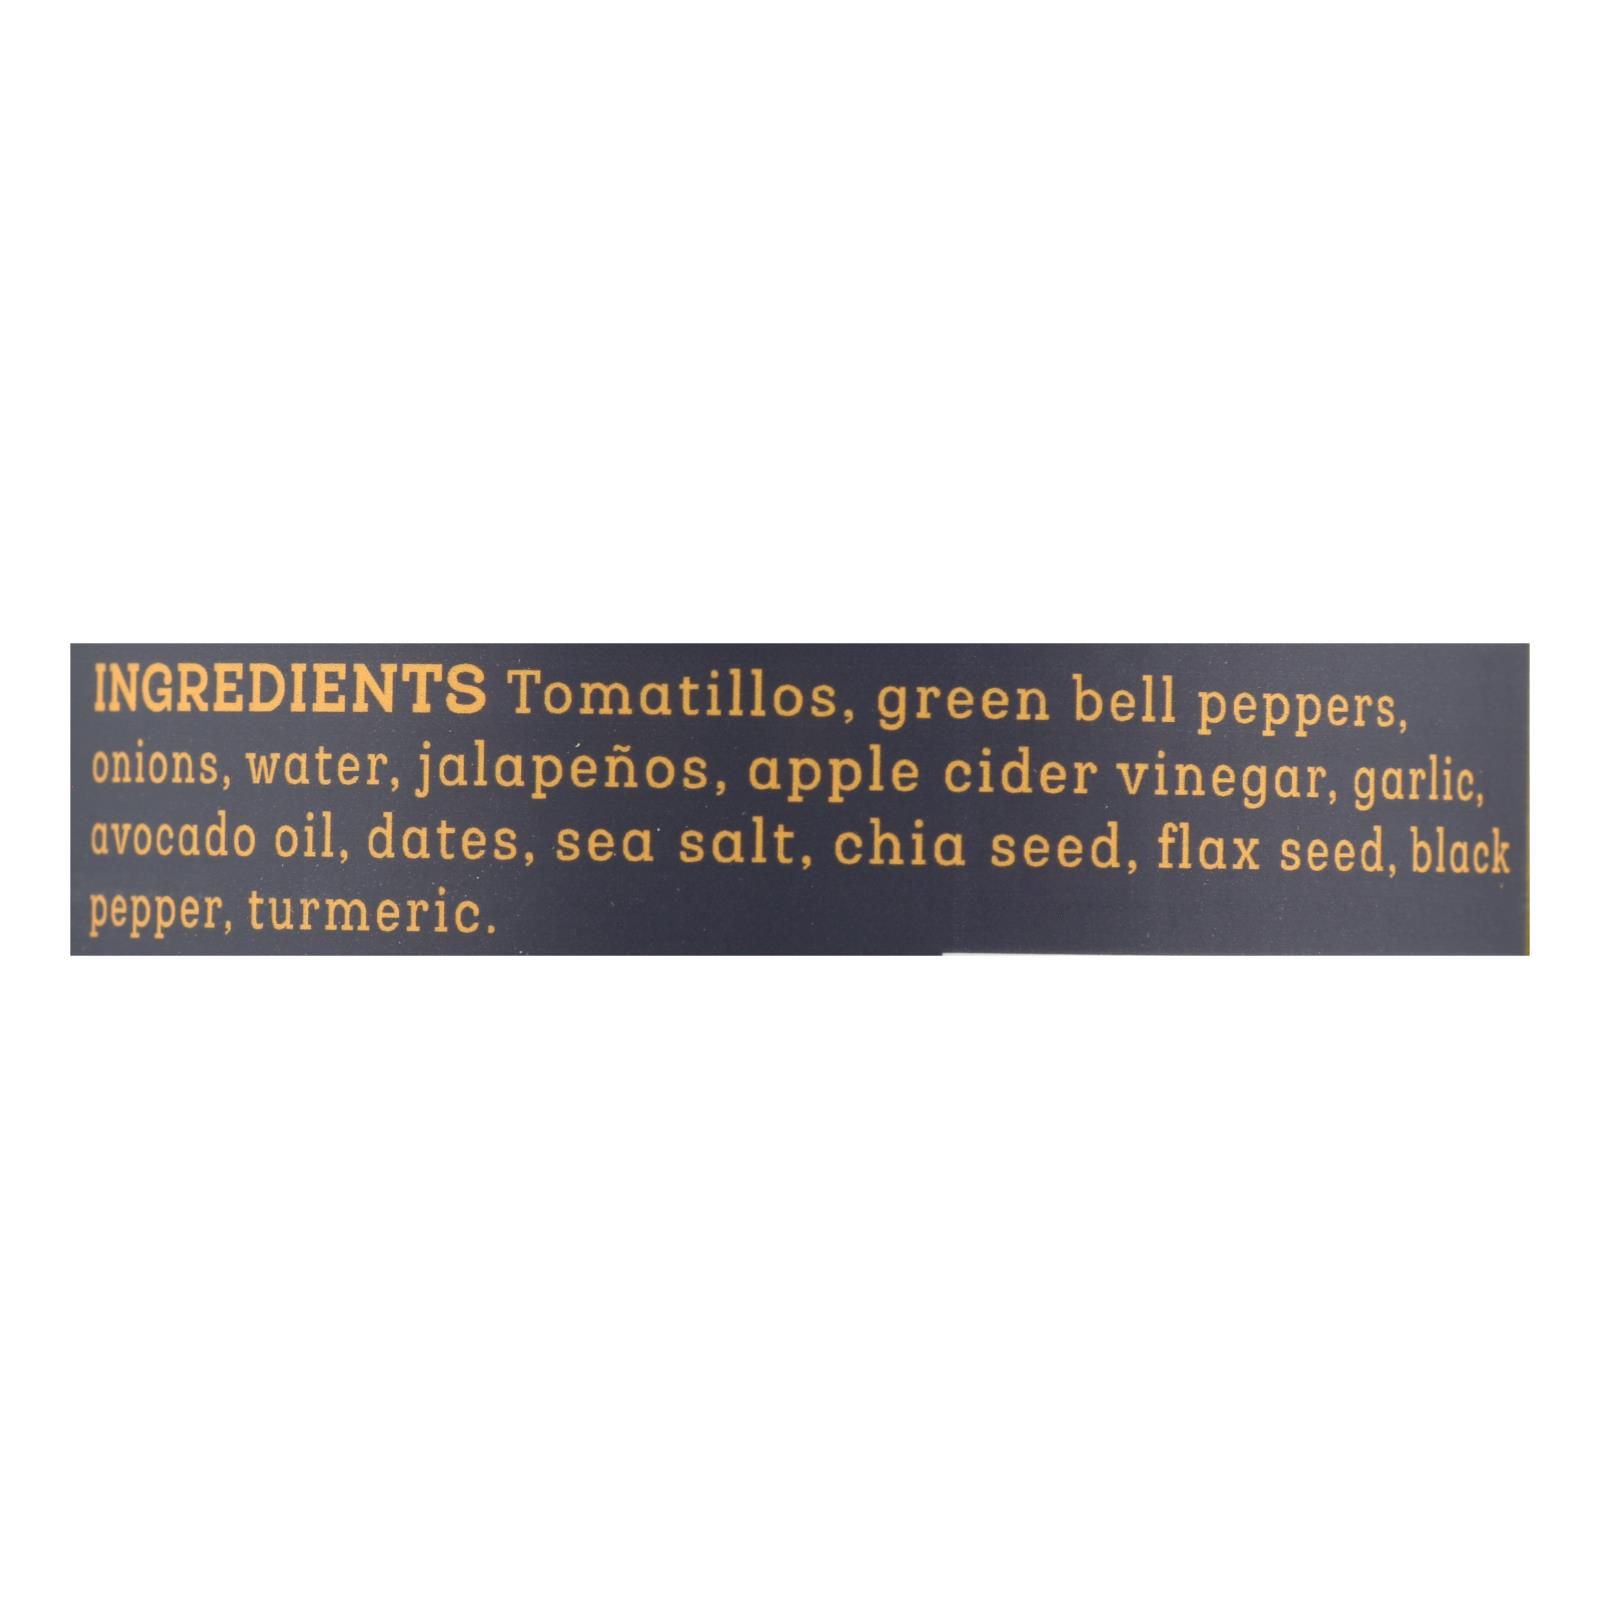 INGREDIENTS Tomatillos, green bell peppers,
onions, water, jalapeños, apple cider vinegar, garlic,
avocado oil, dates, sea salt, chia seed, flax seed, black
pepper, turmeric.